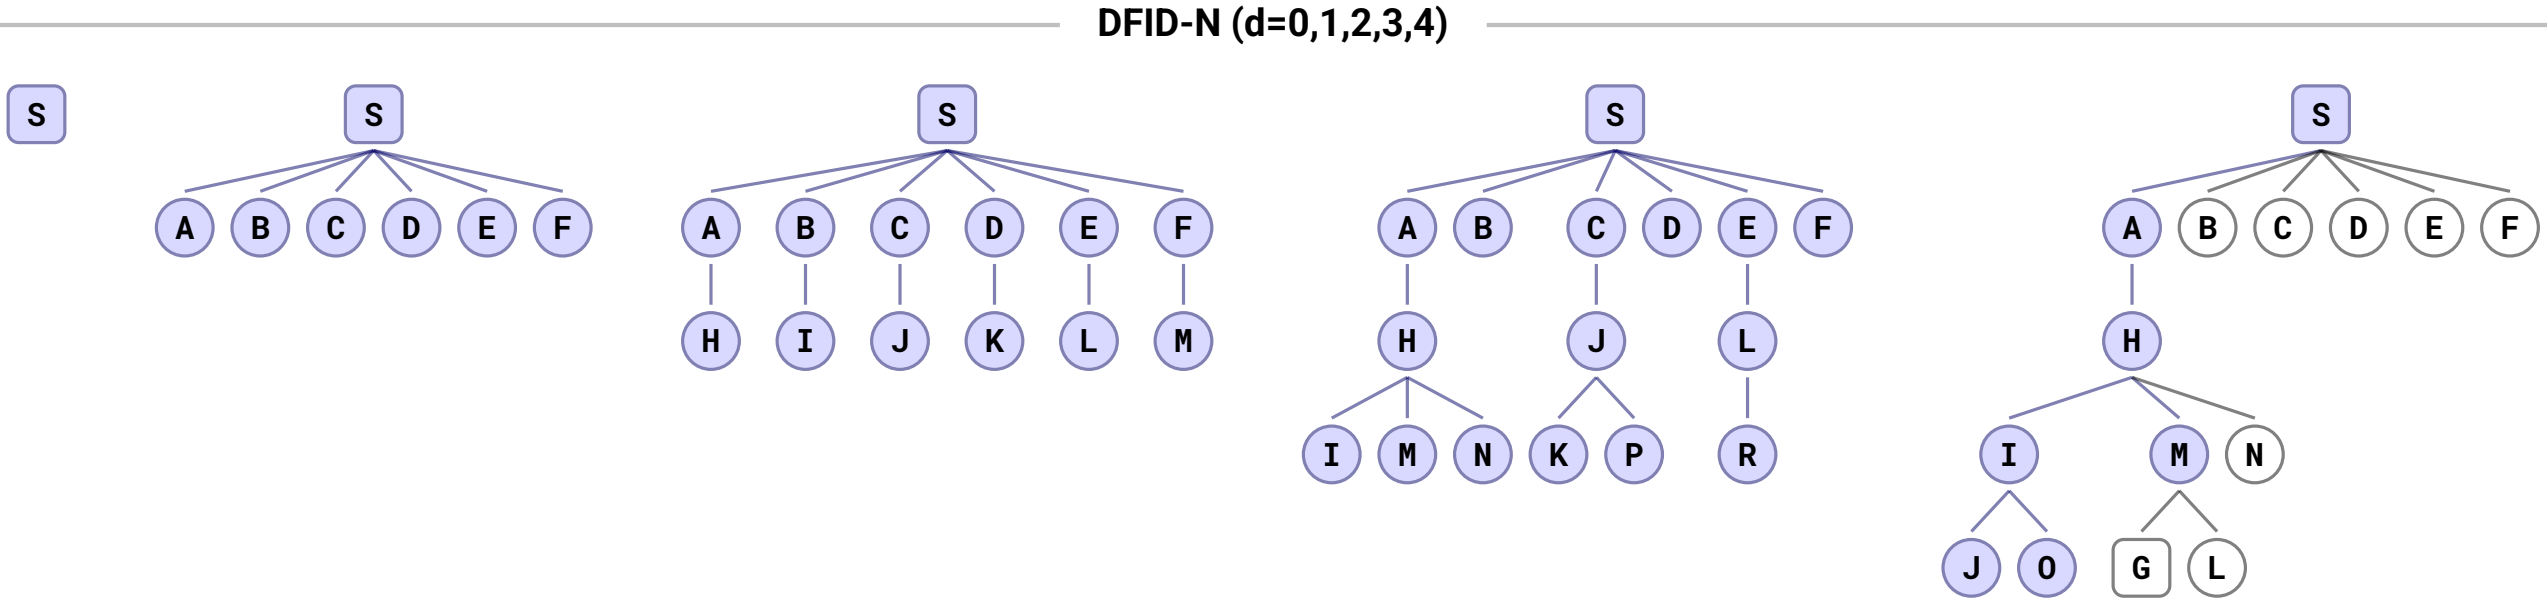 DFID-N (d=0,1,2,3,4)
S S S S S
A B C D E F A B C D E F A B C D E F A B C D E F
H I J K L M H J L H
I M N K P R I M N
J O G L